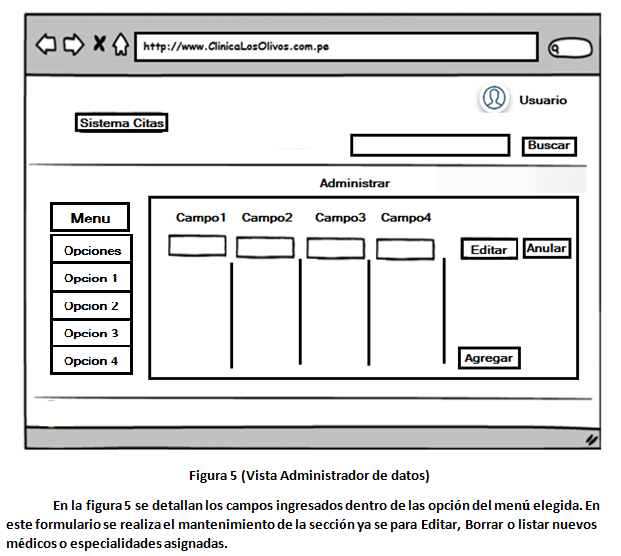 http://www.ClinicaLosOlivos.com.pe
Usuario
Sistema Citas
Buscar
Administrar
Menu
Opciones
Opcion 1
Opcion 2
Opcion 3
Opcion 4
Campo1 Campo2 Campo3 Campo4
Editar Anular
Agregar
Figura 5 (Vista Administrador de datos)
En la figura 5 se detallan los campos ingresados dentro de las opción del menú elegida. En
este formulario se realiza el mantenimiento de la sección ya se para Editar, Borrar o listar nuevos
médicos o especialidades asignadas.